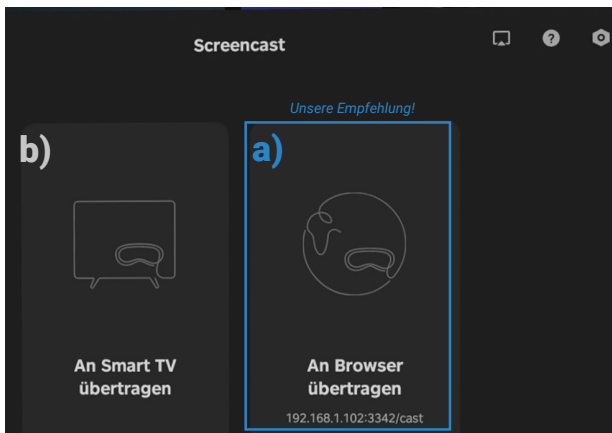 Screencast
Unsere Empfehlung!
b)
a)
An Smart TV
übertragen
An Browser
übertragen
192.168.1.102:3342/cast